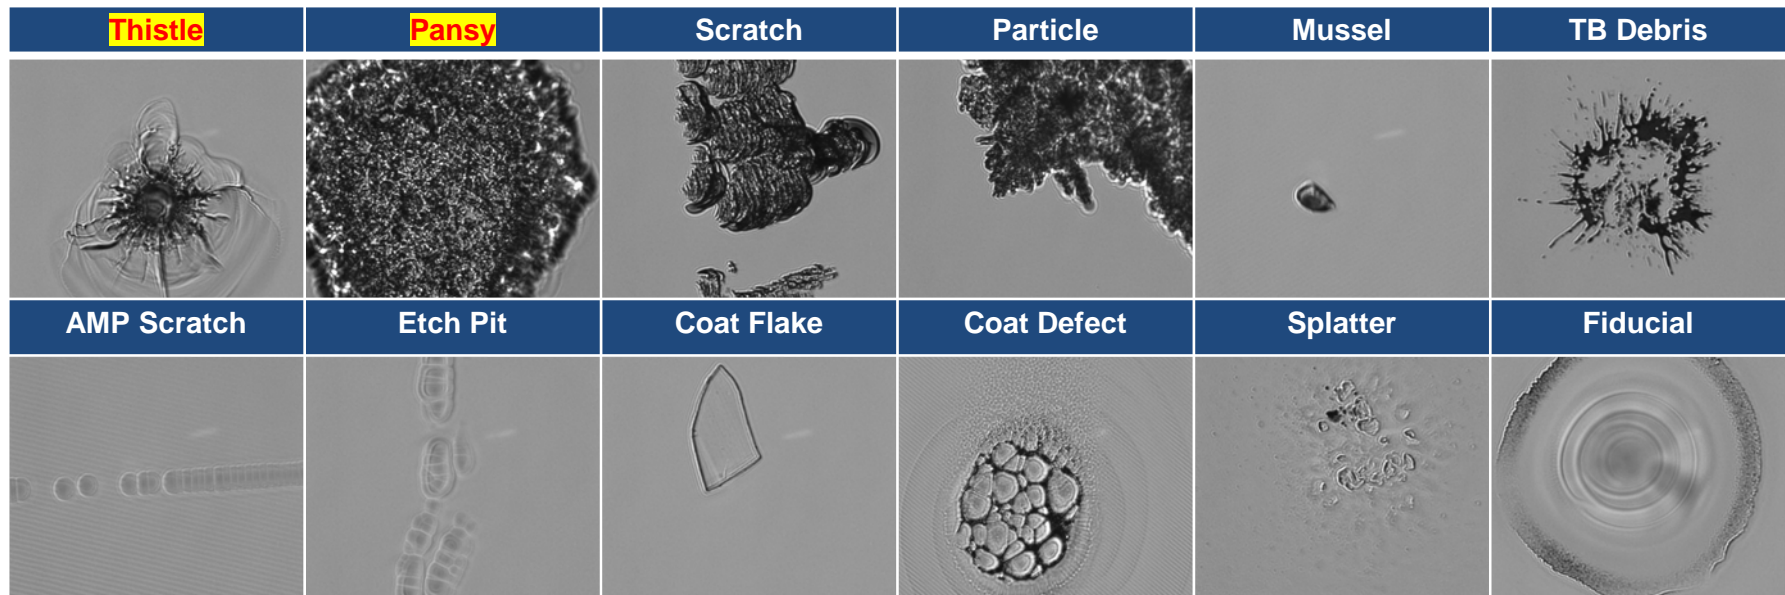 Thistle Pansy Scratch Particle Mussel TB Debris
AMP Scratch Etch Pit Coat Flake Coat Defect Splatter Fiducial